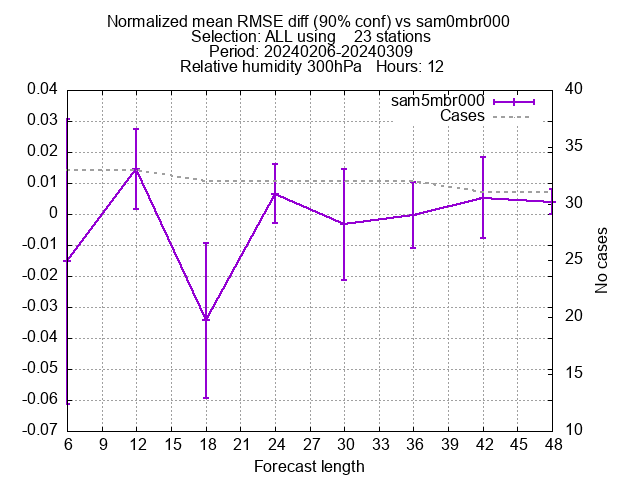 Normalized mean RMSE diff (90% conf) vs sam0mbr000
Selection: ALL using    23 stations
Period: 20240206-20240309
Relative humidity 300hPa   Hours: 12
sam5mbr000
Cases
0.04
0.03
0.02
0.01
0
-0.01
-0.02
-0.03
-0.04
-0.05
-0.06
-0.07
40
35
30
25
20
15
10
No cases
6 9 12 15 18 21 24 27 30 33 36 39 42 45 48
Forecast length